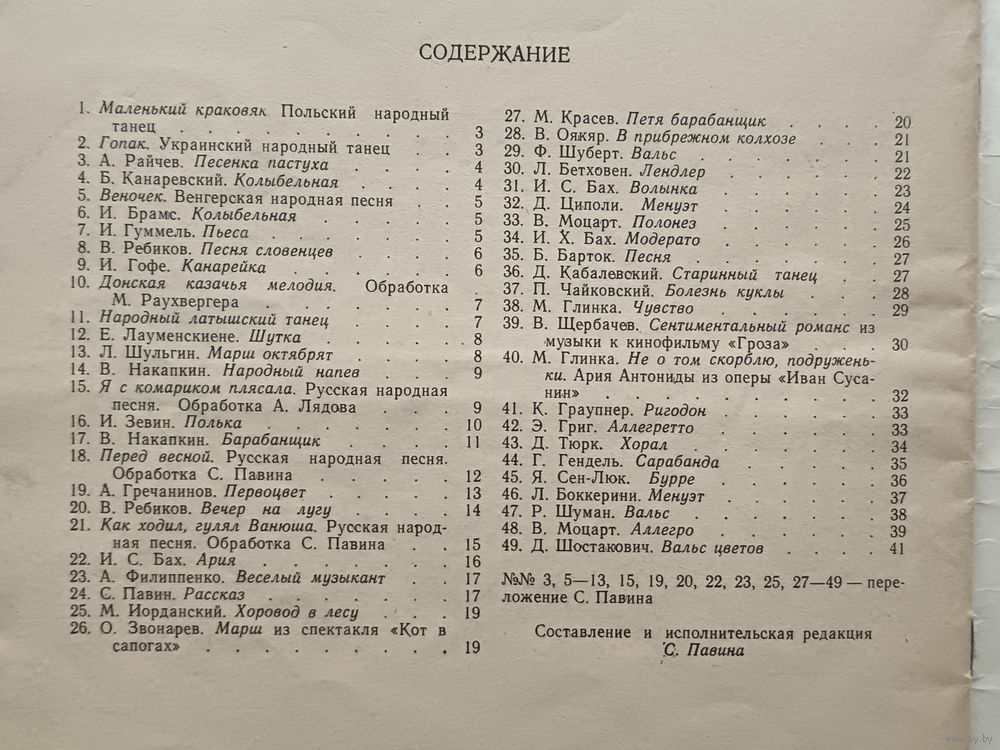 СОДЕРЖАНИЕ
1. Маленький краковяк Польский народный
танец . . . . . . . . . 3
2. Гопак. Украинский народный танец . . 3
3. А. Райчев. Песенка пастуха . . . . 4
4. Б. Канаревский. Колыбельная . . . . 4
5. Веночек. Венгерская народная песня . . 5
6. И. Брамс. Колыбельная . . . . . 5
7. И. Гуммель. Пьеса . . . . . . 5
8. В. Ребиков. Песня словенцев . . . . 6
9. И. Гофе. Канарейка . . . . . . 6
10. Донская казачья мелодия. Обработка
М. Раухвергера . . . . . . . 7
11. Народный латышский танец . . . . 7
12. Е. Лауменскиене. Шутка . . . . . 8
13. Л. Шульгин. Марш октябрят . . . . 8
14. В. Накапкин. Народный напев . . . 9
15. Я с комариком плясала. Русская народная
песня. Обработка А. Лядова . . . 9
16. И. Зевин. Полька . . . . . . 10
17. В. Накапкин. Барабанщик . . . . 11
18. Перед весной. Русская народная песня.
Обработка С. Павина . . . . . 12
19. А. Гречанинов. Первоцвет . . . . 13
20. В. Ребиков. Вечер на лугу . . . . 14
21. Как ходил, гулял Ванюша. Русская народ-
ная песня. Обработка С. Павина . . 15
22. И. С. Бах. Ария . . . . . . 16
23. А. Филиппенко. Веселый музыкант . . 17
24. С. Павин. Рассказ . . . . . . 17
25. М. Иорданский. Хоровод в лесу . . . 19
26. О. Звонарев. Марш из спектакля «Кот в
сапогах» . . . . . . . . . 19
27. М. Красев. Петя барабанщик . . . . 20
28. В. Оякяр. В прибрежном колхозе . . . 21
29. Ф. Шуберт. Вальс . . . . . . 21
30. Л. Бетховен. Лендлер . . . . . 22
31. И. С. Бах. Волынка . . . . . . 23
32. Д. Циполи. Менуэт . . . . . . 24
33. В. Моцарт. Полонез . . . . . . 25
34. И. Х. Бах. Модерато . . . . . 26
35. Б. Барток. Песня . . . . . . 27
36. Д. Кабалевский. Старинный танец . . 27
37. П. Чайковский. Болезнь куклы . . . 28
38. М. Глинка. Чувство . . . . . . 29
39. В. Щербачев. Сентиментальный романс из
музыки к кинофильму «Гроза» . . . 30
40. М. Глинка. Не о том скорблю, подружень-
ки. Ария Антониды из оперы «Иван Суса-
нин» . . . . . . . . . . 32
41. К. Граупнер. Ригодон . . . . . 33
42. Э. Григ. Аллегретто . . . . . . 33
43. Д. Тюрк. Хорал . . . . . . 34
44. Г. Гендель. Сарабанда . . . . . 35
45. Я. Сен-Люк. Бурре . . . . . . 36
46. Л. Боккерини. Менуэт . . . . . 37
47. Р. Шуман. Вальс . . . . . . 38
48. В. Моцарт. Аллегро . . . . . . 39
49. Д. Шостакович. Вальс цветов . . . . 41
№№ 3, 5—13, 15, 19, 20, 22, 23, 25, 27—49 — пере-
ложение С. Павина
Составление и исполнительская редакция
С. Павина
www.ay.by